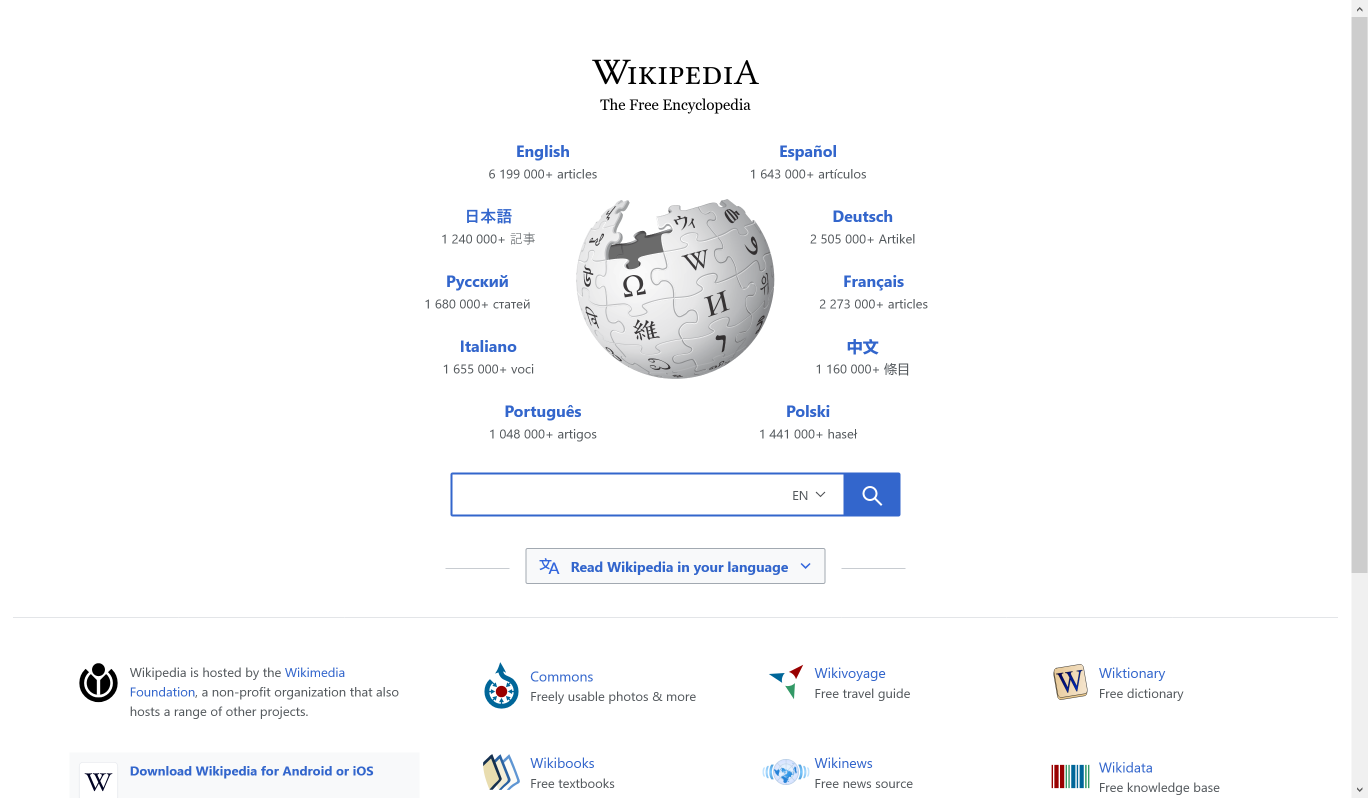 WIKIPEDIA
The Free Encyclopedia
English
6 199 000+ articles
Español
1 643 000+ artículos
日本語
1 240 000+ 記事
Deutsch
2 505 000+ Artikel
Русский
1 680 000+ статей
Français
2 273 000+ articles
Italiano
1 655 000+ voci
中文
1 160 000+ 條目
Português
1 048 000+ artigos
Polski
1 441 000+ haseł
Ω
W
И
維
ウィ
7
EN
Read Wikipedia in your language
Wikipedia is hosted by the Wikimedia
Foundation, a non-profit organization that also
hosts a range of other projects.
Commons
Freely usable photos & more
Wikivoyage
Free travel guide
Wiktionary
Free dictionary
W
W
Download Wikipedia for Android or iOS
Wikibooks
Free textbooks
Wikinews
Free news source
Wikidata
Free knowledge base